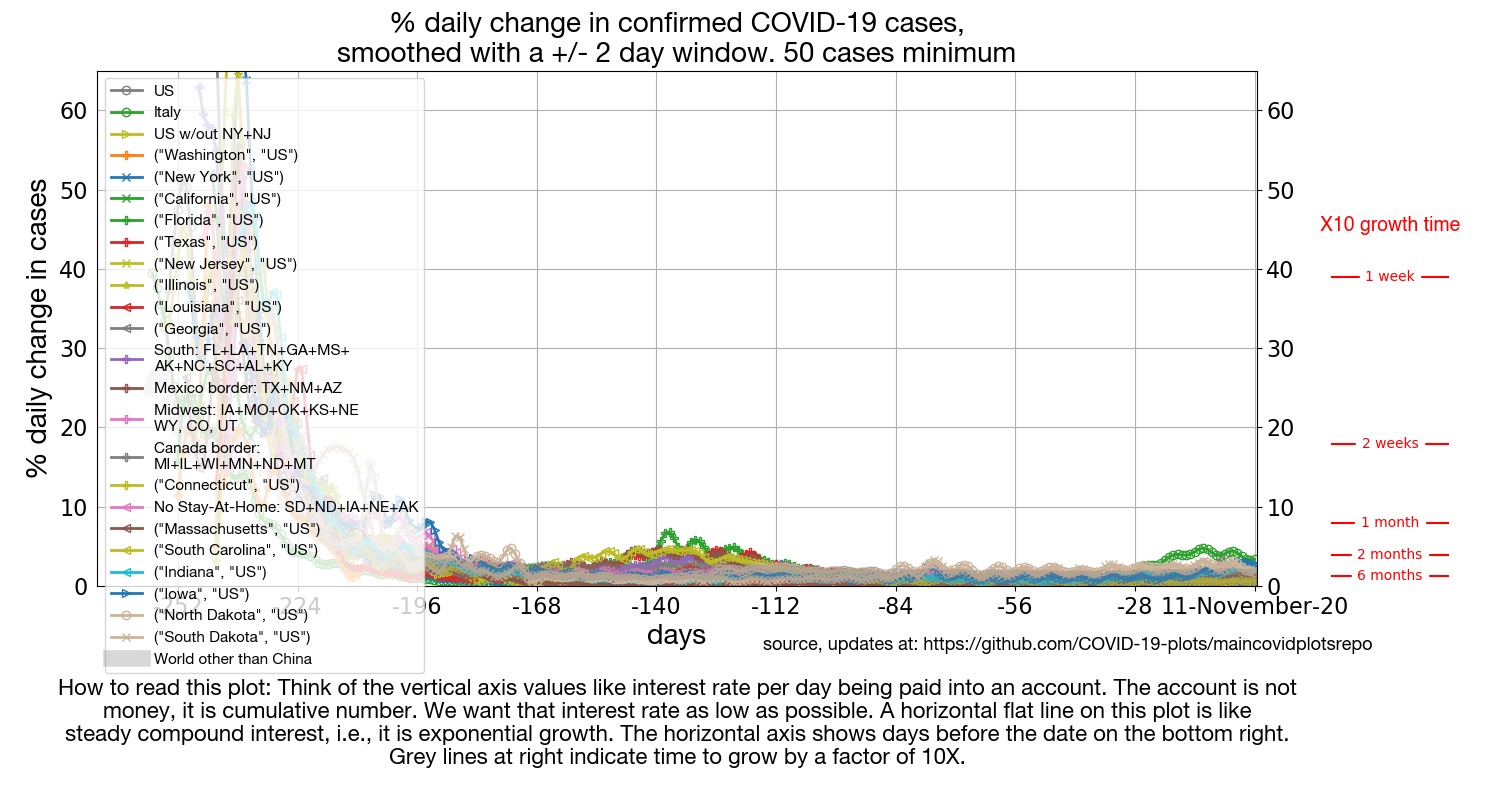 % daily change in confirmed COVID-19 cases,
smoothed with a +/- 2 day window. 50 cases minimum
% daily change in cases
60
50
40
30
20
10
0
US
Italy
US w/out NY+NJ
("Washington", "US")
("New York", "US")
("California", "US")
("Florida", "US")
("Texas", "US")
("New Jersey", "US")
("Illinois", "US")
("Louisiana", "US")
("Georgia", "US")
South: FL+LA+TN+GA+MS+
AK+NC+SC+AL+KY
Mexico border: TX+NM+AZ
Midwest: IA+MO+OK+KS+NE
WY, CO, UT
Canada border:
MI+IL+WI+MN+ND+MT
("Connecticut", "US")
No Stay-At-Home: SD+ND+IA+NE+AK
("Massachusetts", "US")
("South Carolina", "US")
("Indiana", "US")
("Iowa", "US")
("North Dakota", "US")
("South Dakota", "US")
World other than China
60
50
40
30
20
10
0
X10 growth time
1 week
2 weeks
1 month
2 months
6 months
-252 -224 -196 -168 -140 -112 -84 -56 -28 11-November-20
days
source, updates at: https://github.com/COVID-19-plots/maincovidplotsrepo
How to read this plot: Think of the vertical axis values like interest rate per day being paid into an account. The account is not
money, it is cumulative number. We want that interest rate as low as possible. A horizontal flat line on this plot is like
steady compound interest, i.e., it is exponential growth. The horizontal axis shows days before the date on the bottom right.
Grey lines at right indicate time to grow by a factor of 10X.